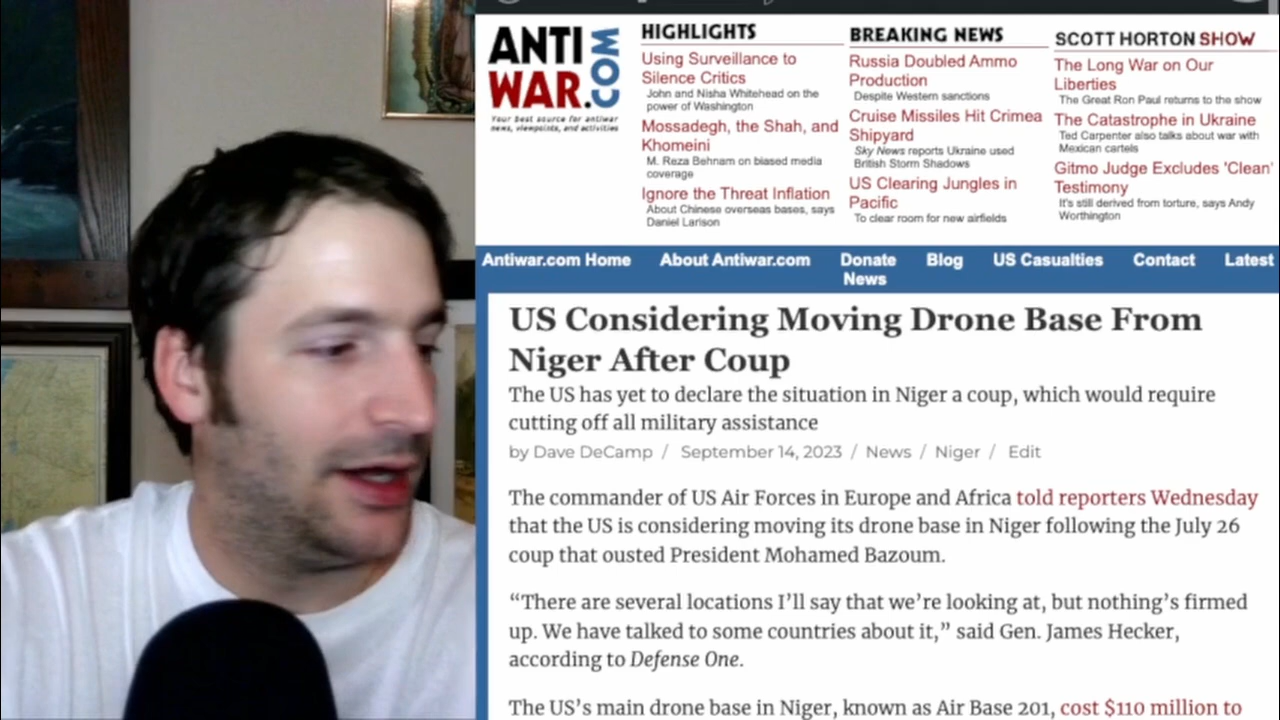 ANTI
WAR.COM
Your best source for antiwar
news, viewpoints, and activities
HIGHLIGHTS
Using Surveillance to
Silence Critics
John and Nisha Whitehead on the
power of Washington
Mossadegh, the Shah, and
Khomeini
M. Reza Behnam on biased media
coverage
Ignore the Threat Inflation
About Chinese overseas bases, says
Daniel Larison
BREAKING NEWS
Russia Doubled Ammo
Production
Despite Western sanctions
Cruise Missiles Hit Crimea
Shipyard
Sky News reports Ukraine used
British Storm Shadows
US Clearing Jungles in
Pacific
To clear room for new airfields
SCOTT HORTON SHOW
The Long War on Our
Liberties
The Great Ron Paul returns to the show
The Catastrophe in Ukraine
Ted Carpenter also talks about war with
Mexican cartels
Gitmo Judge Excludes 'Clean'
Testimony
It's still derived from torture, says Andy
Worthington
Antiwar.com Home About Antiwar.com Donate Blog US Casualties Contact Latest
News
US Considering Moving Drone Base From
Niger After Coup
The US has yet to declare the situation in Niger a coup, which would require
cutting off all military assistance
by Dave DeCamp / September 14, 2023 / News / Niger / Edit
The commander of US Air Forces in Europe and Africa told reporters Wednesday
that the US is considering moving its drone base in Niger following the July 26
coup that ousted President Mohamed Bazoum.
“There are several locations I’ll say that we’re looking at, but nothing’s firmed
up. We have talked to some countries about it,” said Gen. James Hecker,
according to Defense One.
The US’s main drone base in Niger, known as Air Base 201, cost $110 million to